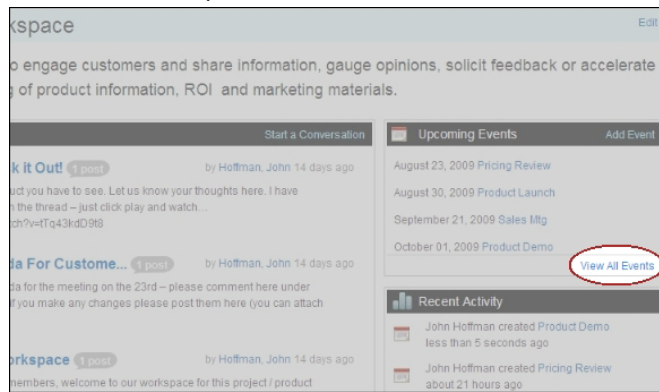 kspace
Edit
o engage customers and share information, gauge opinions, solicit feedback or accelerate
g of product information, ROI and marketing materials.
Start a Conversation
k it Out! 1 post by Hoffman, John 14 days ago
uct you have to see. Let us know your thoughts here. I have
n the thread – just click play and watch...
tch?v=tTq43kdD9t8
da For Custome... 1 post by Hoffman, John 14 days ago
da for the meeting on the 23rd – please comment here under
f you make any changes please post them here (you can attach
orkspace 1 post by Hoffman, John 14 days ago
members, welcome to our workspace for this project / product
Upcoming Events Add Event
August 23, 2009 Pricing Review
August 30, 2009 Product Launch
September 21, 2009 Sales Mtg
October 01, 2009 Product Demo
View All Events
Recent Activity
John Hoffman created Product Demo
less than 5 seconds ago
John Hoffman created Pricing Review
about 21 hours ago